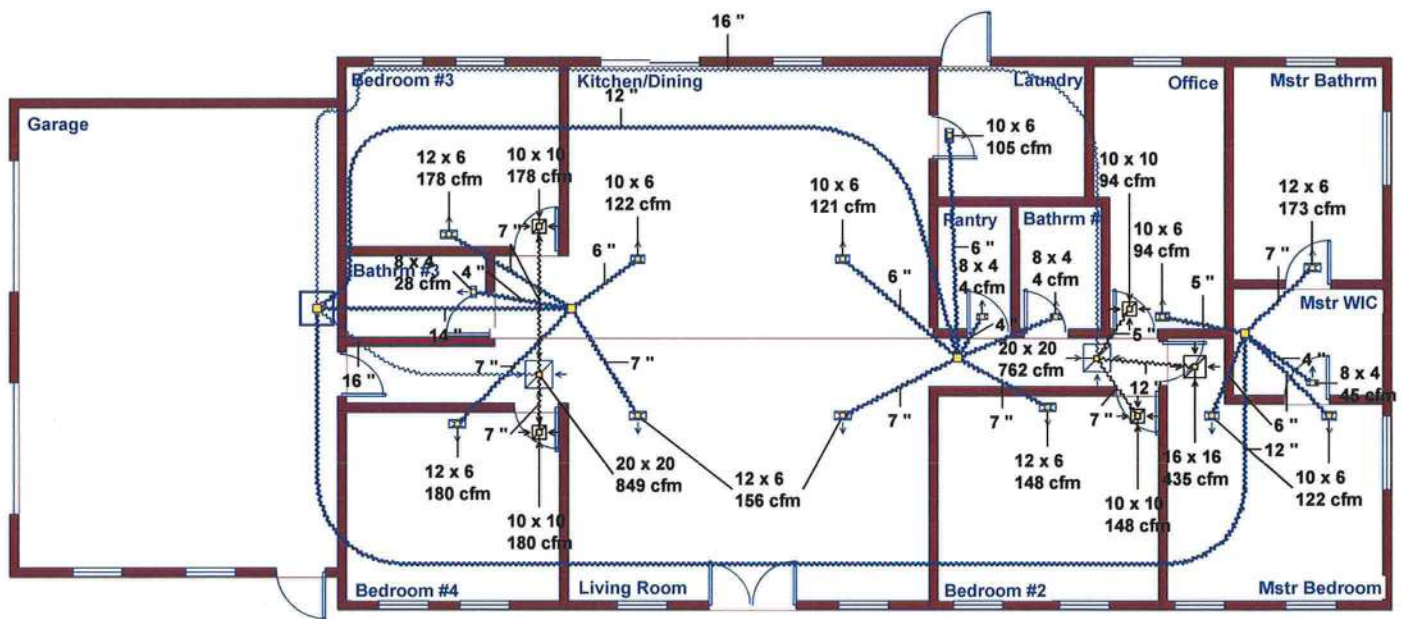 16 "
Bedroom #3
Kitchen/Dining
Laundry
Office
Mstr Bathrm
Garage
12 "
12 x 6
178 cfm
10 x 10
178 cfm
10 x 6
122 cfm
10 x 6
121 cfm
10 x 6
105 cfm
10 x 10
94 cfm
12 x 6
173 cfm
Pantry
Bathrm #
10 x 6
94 cfm
7 "
6 "
6 "
6 "
7 "
Bathrm #3
8 x 4
28 cfm
4 "
8 x 4
4 cfm
8 x 4
4 cfm
5 "
Mstr WIC
14 "
4 "
5 "
16 "
7 "
7 "
20 x 20
762 cfm
12 "
4 "
8 x 4
45 cfm
7 "
7 "
7 "
7 "
6 "
12 "
12 x 6
180 cfm
20 x 20
849 cfm
12 x 6
156 cfm
12 x 6
148 cfm
16 x 16
435 cfm
10 x 6
122 cfm
10 x 10
180 cfm
10 x 10
148 cfm
Bedroom #4
Living Room
Bedroom #2
Mstr Bedroom